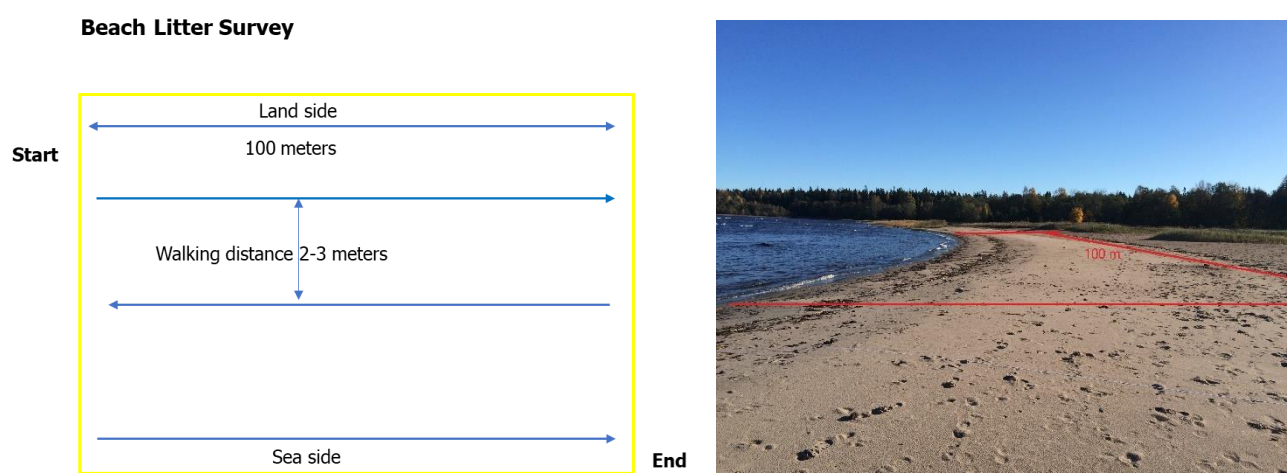 Beach Litter Survey
Land side
100 meters
Start
Walking distance 2-3 meters
Sea side
End
100 m